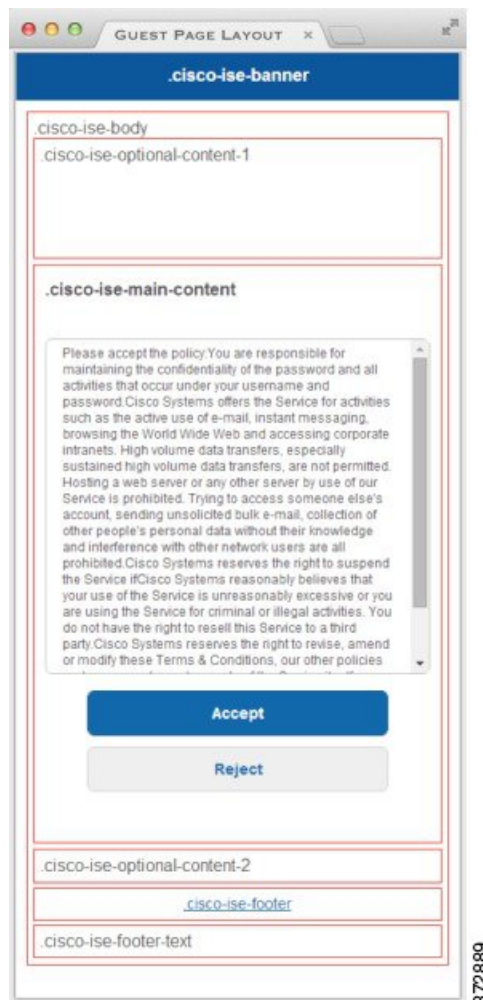 GUEST PAGE LAYOUT ×
.cisco-ise-banner
.cisco-ise-body
.cisco-ise-optional-content-1
.cisco-ise-main-content
Please accept the policy:You are responsible for
maintaining the confidentiality of the password and all
activities that occur under your username and
password.Cisco Systems offers the Service for activities
such as the active use of e-mail, instant messaging,
browsing the World Wide Web and accessing corporate
intranets. High volume data transfers, especially
sustained high volume data transfers, are not permitted.
Hosting a web server or any other server by use of our
Service is prohibited. Trying to access someone else's
account, sending unsolicited bulk e-mail, collection of
other people's personal data without their knowledge
and interference with other network users are all
prohibited.Cisco Systems reserves the right to suspend
the Service ifCisco Systems reasonably believes that
your use of the Service is unreasonably excessive or you
are using the Service for criminal or illegal activities. You
do not have the right to resell this Service to a third
party.Cisco Systems reserves the right to revise, amend
or modify these Terms & Conditions, our other policies
Accept
Reject
.cisco-ise-optional-content-2
.cisco-ise-footer
.cisco-ise-footer-text
372889